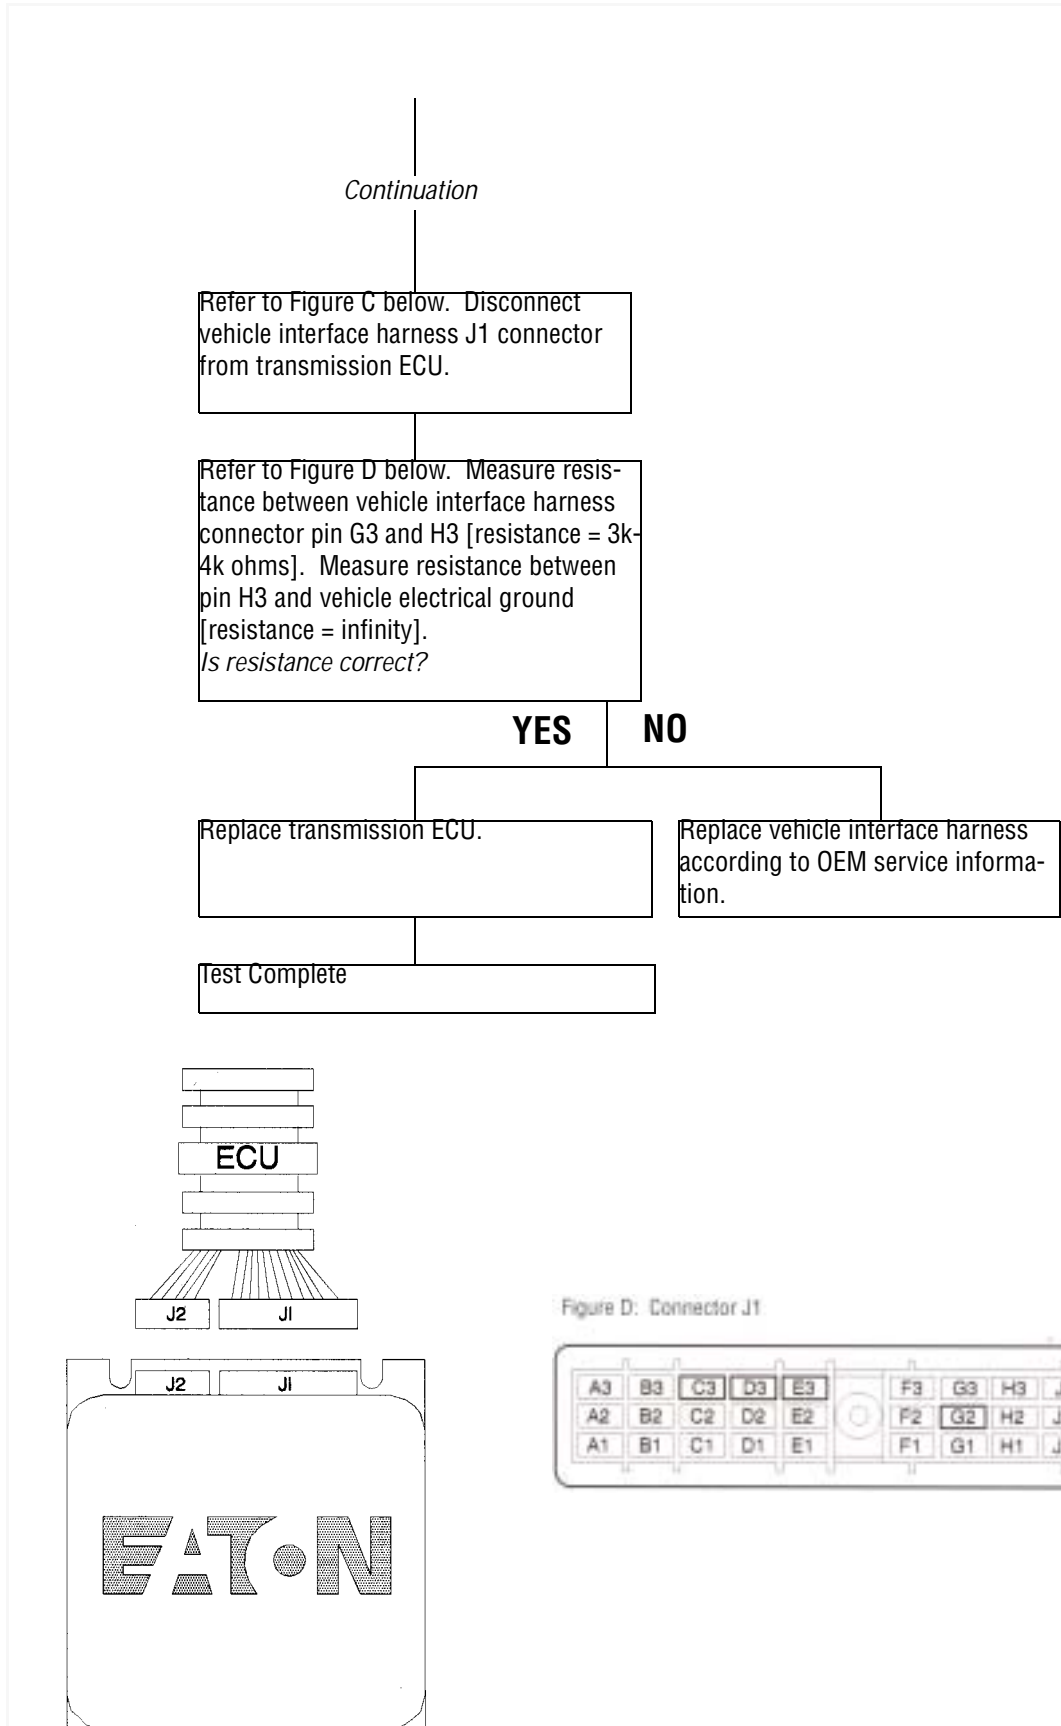 Continuation
Refer to Figure C below. Disconnect
vehicle interface harness J1 connector
from transmission ECU.
Refer to Figure D below. Measure resis-
tance between vehicle interface harness
connector pin G3 and H3 [resistance = 3k-
4k ohms]. Measure resistance between
pin H3 and vehicle electrical ground
[resistance = infinity].
Is resistance correct?
YES NO
Replace transmission ECU.
Replace vehicle interface harness
according to OEM service informa-
tion.
Test Complete
ECU
J2 J1
J2 J1
EATON
Figure D: Connector J1
A3 B3 C3 D3 E3 F3 G3 H3 J
A2 B2 C2 D2 E2 F2 G2 H2 J
A1 B1 C1 D1 E1 F1 G1 H1 J